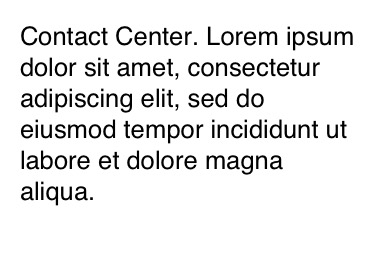 Contact Center. Lorem ipsum
dolor sit amet, consectetur
adipiscing elit, sed do
eiusmod tempor incididunt ut
labore et dolore magna
aliqua.